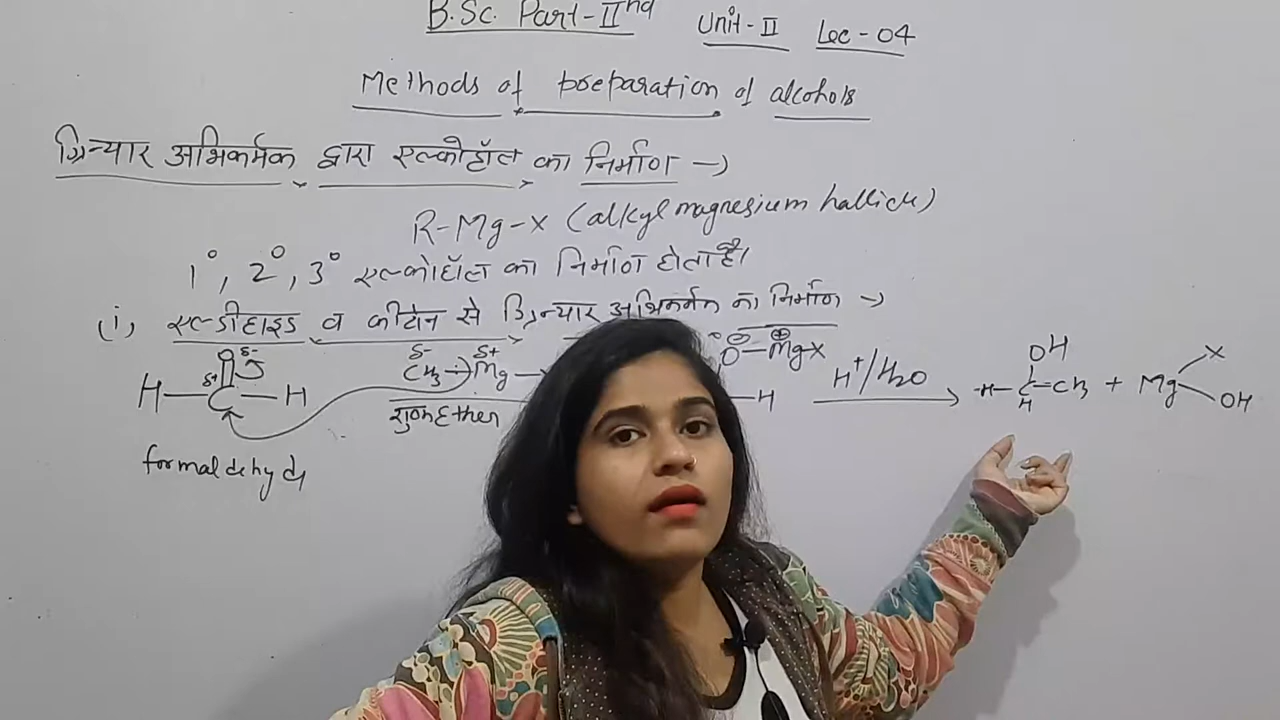 B.Sc. Part-IInd Unit-II Lec-04
Methods of preparation of alcohols
ग्रिन्यार अभिकर्मक द्वारा एल्कोहॉल का निर्माण →
R-Mg-X (alkyl magnesium hallide)
1°, 2°, 3° एल्कोहॉल का निर्माण होता है।
(i) एल्डीहाइड व कीटोन से ग्रिन्यार अभिकर्मक का निर्माण →
O δ- δ- δ+ O⊖—⊕MgX OH X
H—C—H δ+ CH3 Mg— —H H+/H2O → H—C—CH3 + Mg OH
शुष्क Ether H
formaldehyde